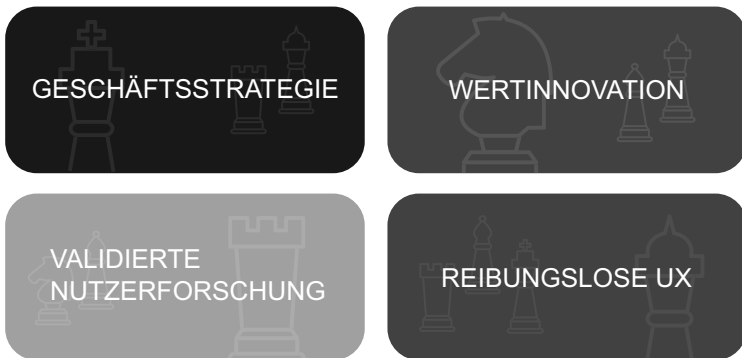 GESCHÄFTSSTRATEGIE
WERTINNOVATION
VALIDIERTE
NUTZERFORSCHUNG
REIBUNGSLOSE UX